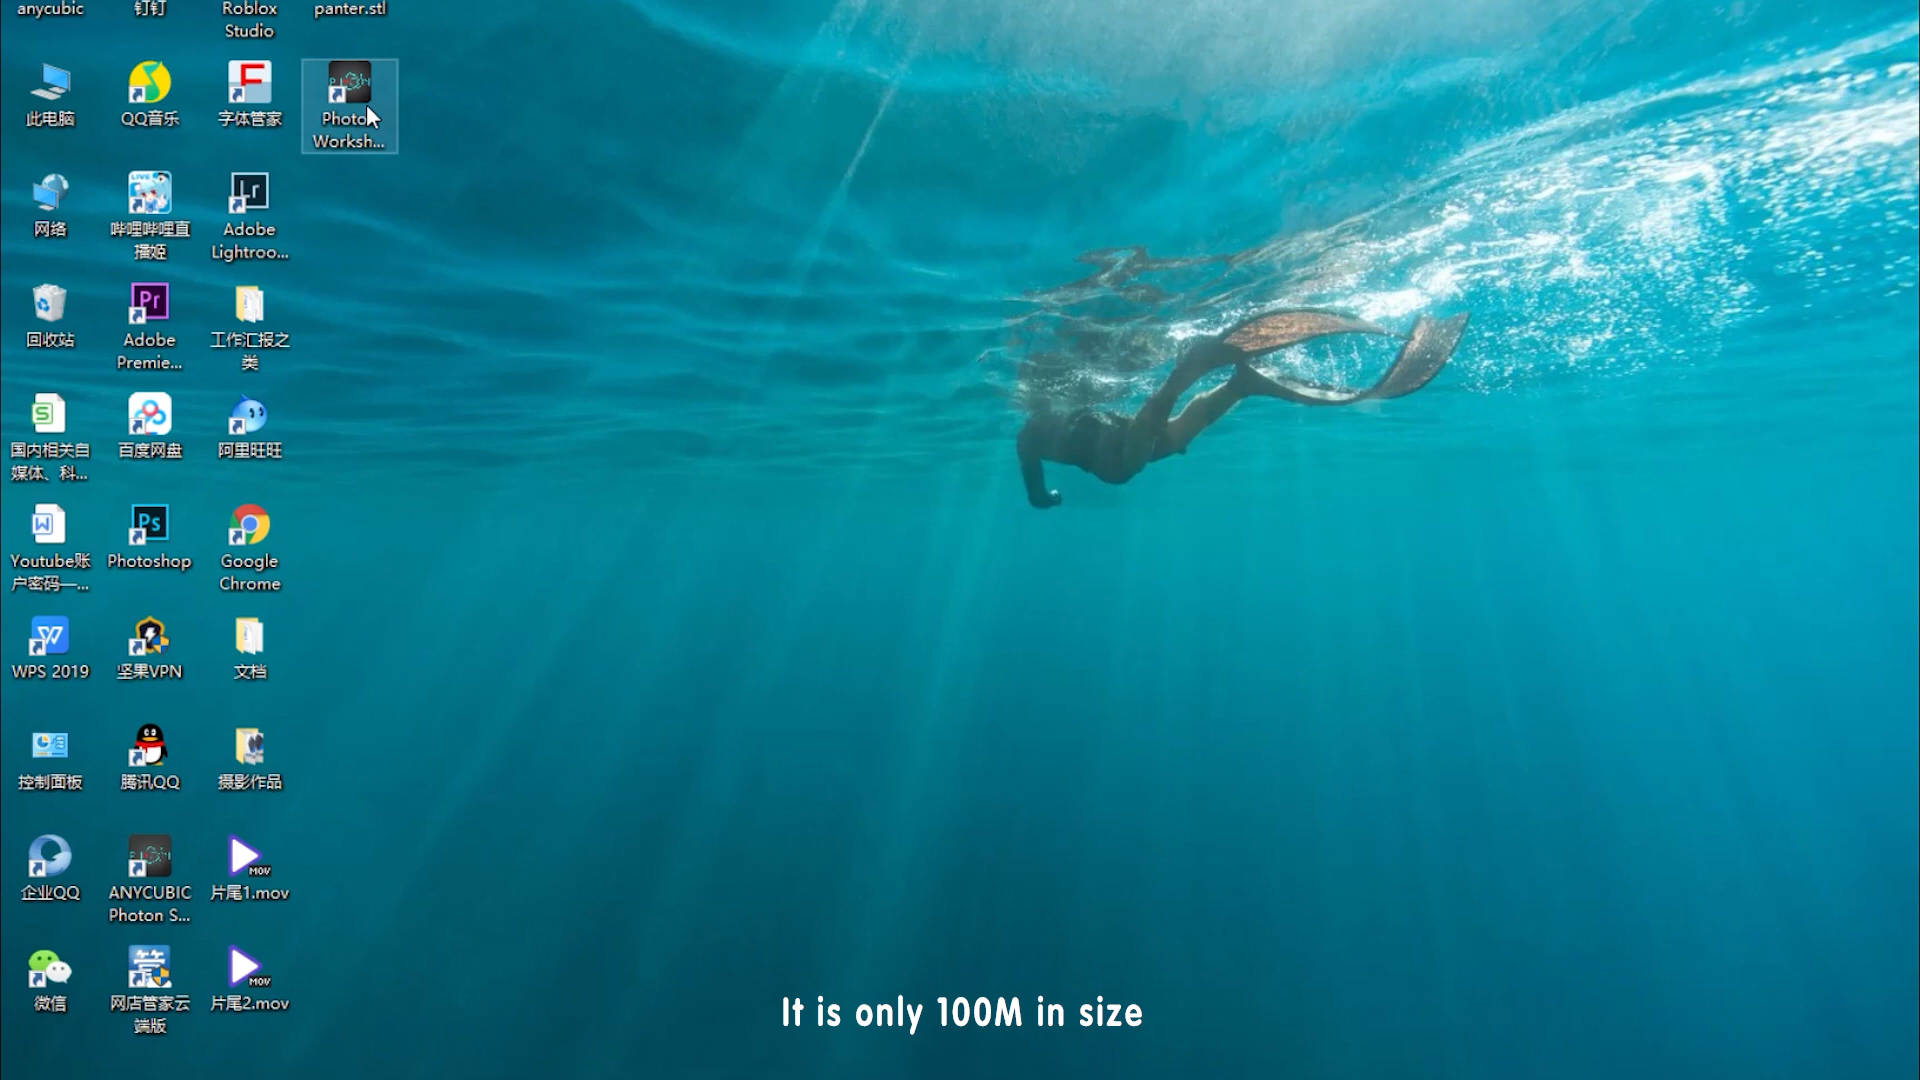 anycubic
钉钉
Roblox
Studio
panter.stl
此电脑
QQ音乐
字体管家
Photon
Worksh...
网络
哔哩哔哩直
播姬
Adobe
Lightroo...
回收站
Adobe
Premie...
工作汇报之
类
国内相关自
媒体、科...
百度网盘
阿里旺旺
Youtube账
户密码—...
Photoshop
Google
Chrome
WPS 2019
坚果VPN
文档
控制面板
腾讯QQ
摄影作品
企业QQ
ANYCUBIC
Photon S...
片尾1.mov
微信
网店管家云
端版
片尾2.mov
It is only 100M in size